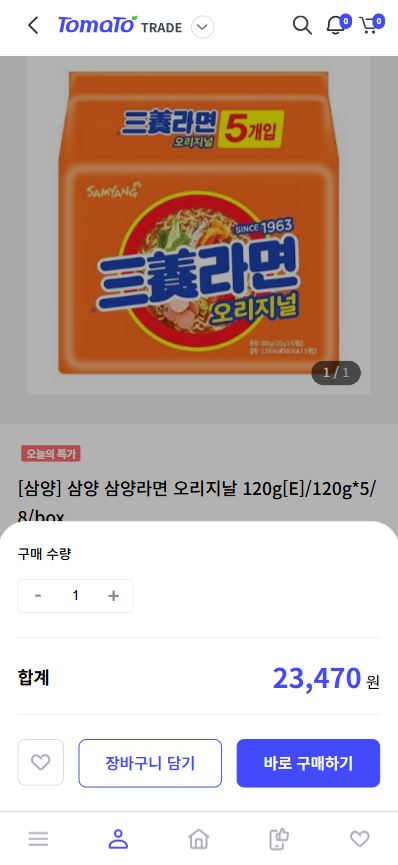 TomaTo TRADE
0
0
三養라면 5개입
오리지널
SAMYANG
SINCE 1963
三養라면
오리지널
1 / 1
오늘의 특가
[삼양] 삼양 삼양라면 오리지날 120g[E]/120g*5/
8/box
구매 수량
- 1 +
합계
23,470 원
장바구니 담기
바로 구매하기